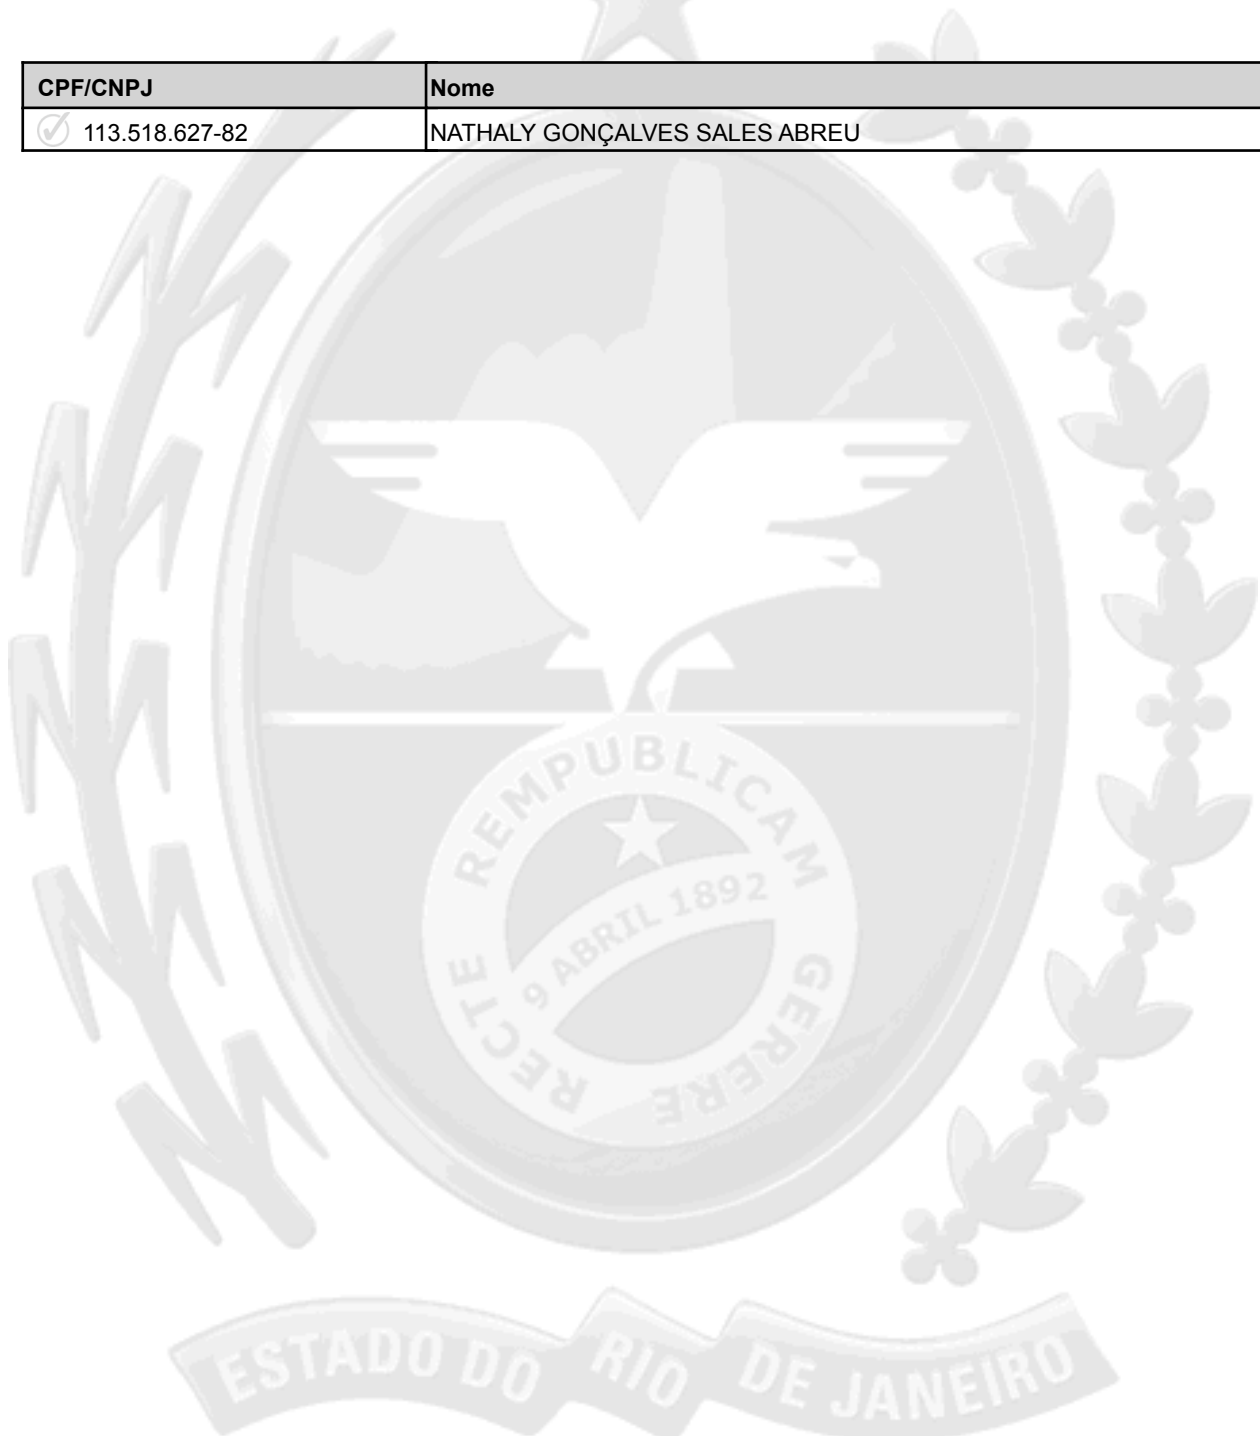 CPF/CNPJ Nome
113.518.627-82 NATHALY GONÇALVES SALES ABREU
REMPUBLICAM
9 ABRIL 1892
RECTE GERERE
ESTADO DO RIO DE JANEIRO